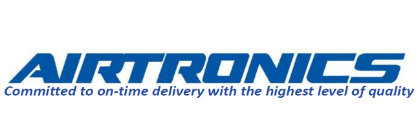 AIRTRONICS
Committed to on-time delivery with the highest level of quality